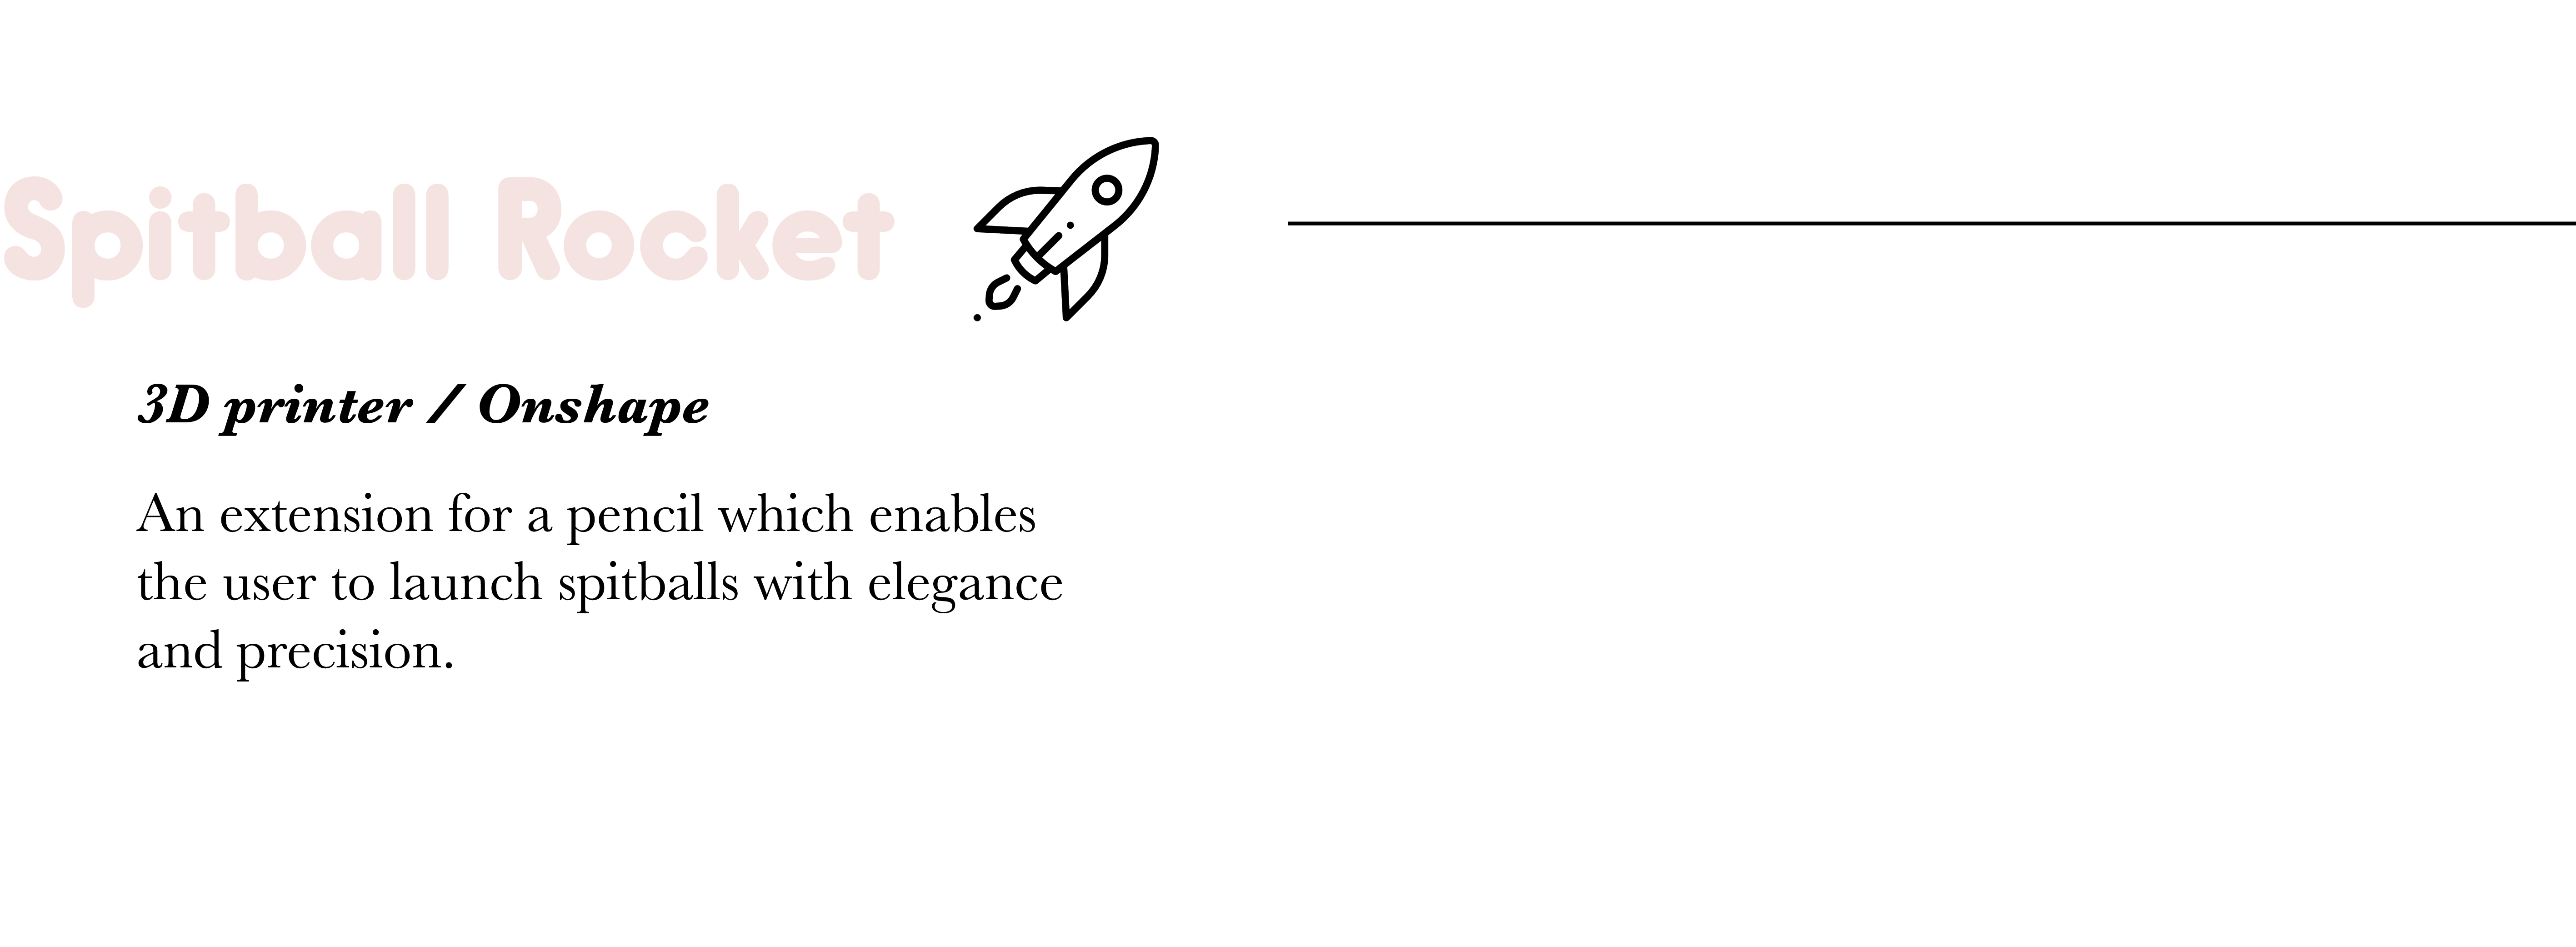 Spitball Rocket
3D printer / Onshape
An extension for a pencil which enables
the user to launch spitballs with elegance
and precision.